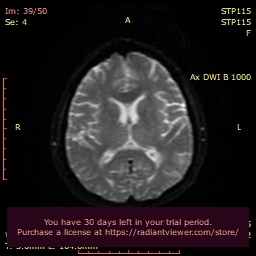 Im: 39/50
Se: 4
A
STP115
STP115
F
Ax DWI B 1000
R
L
You have 30 days left in your trial period.
Purchase a license at https://radiantviewer.com/store/